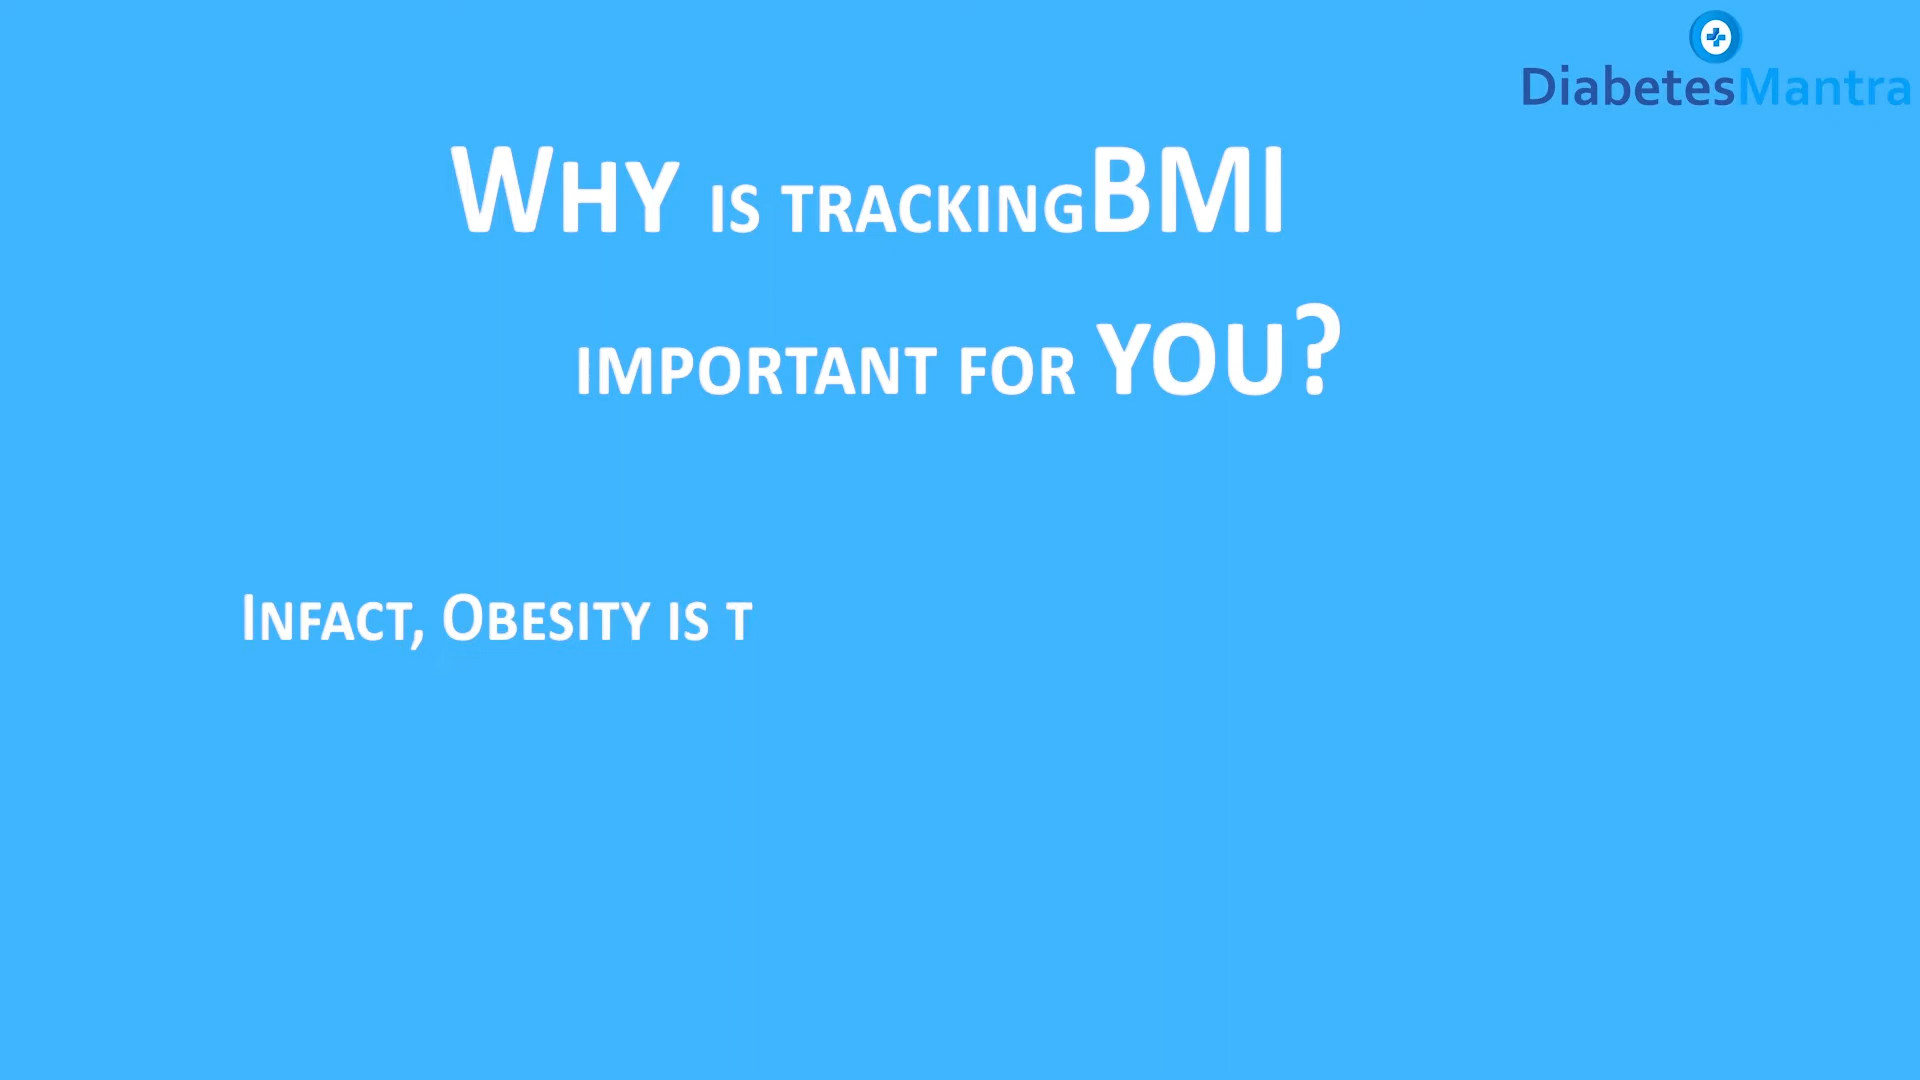 DiabetesMantra
Why is trackingBMI
important for you?
Infact, Obesity is t